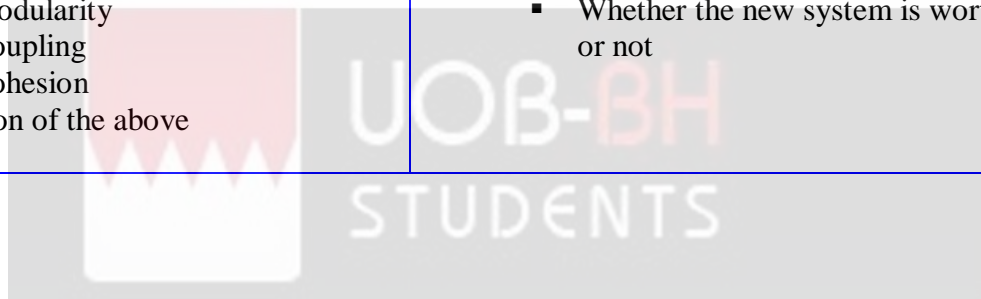 odularity
oupling
ohesion
on of the above
▪ Whether the new system is wor
or not
UOB-BH
STUDENTS